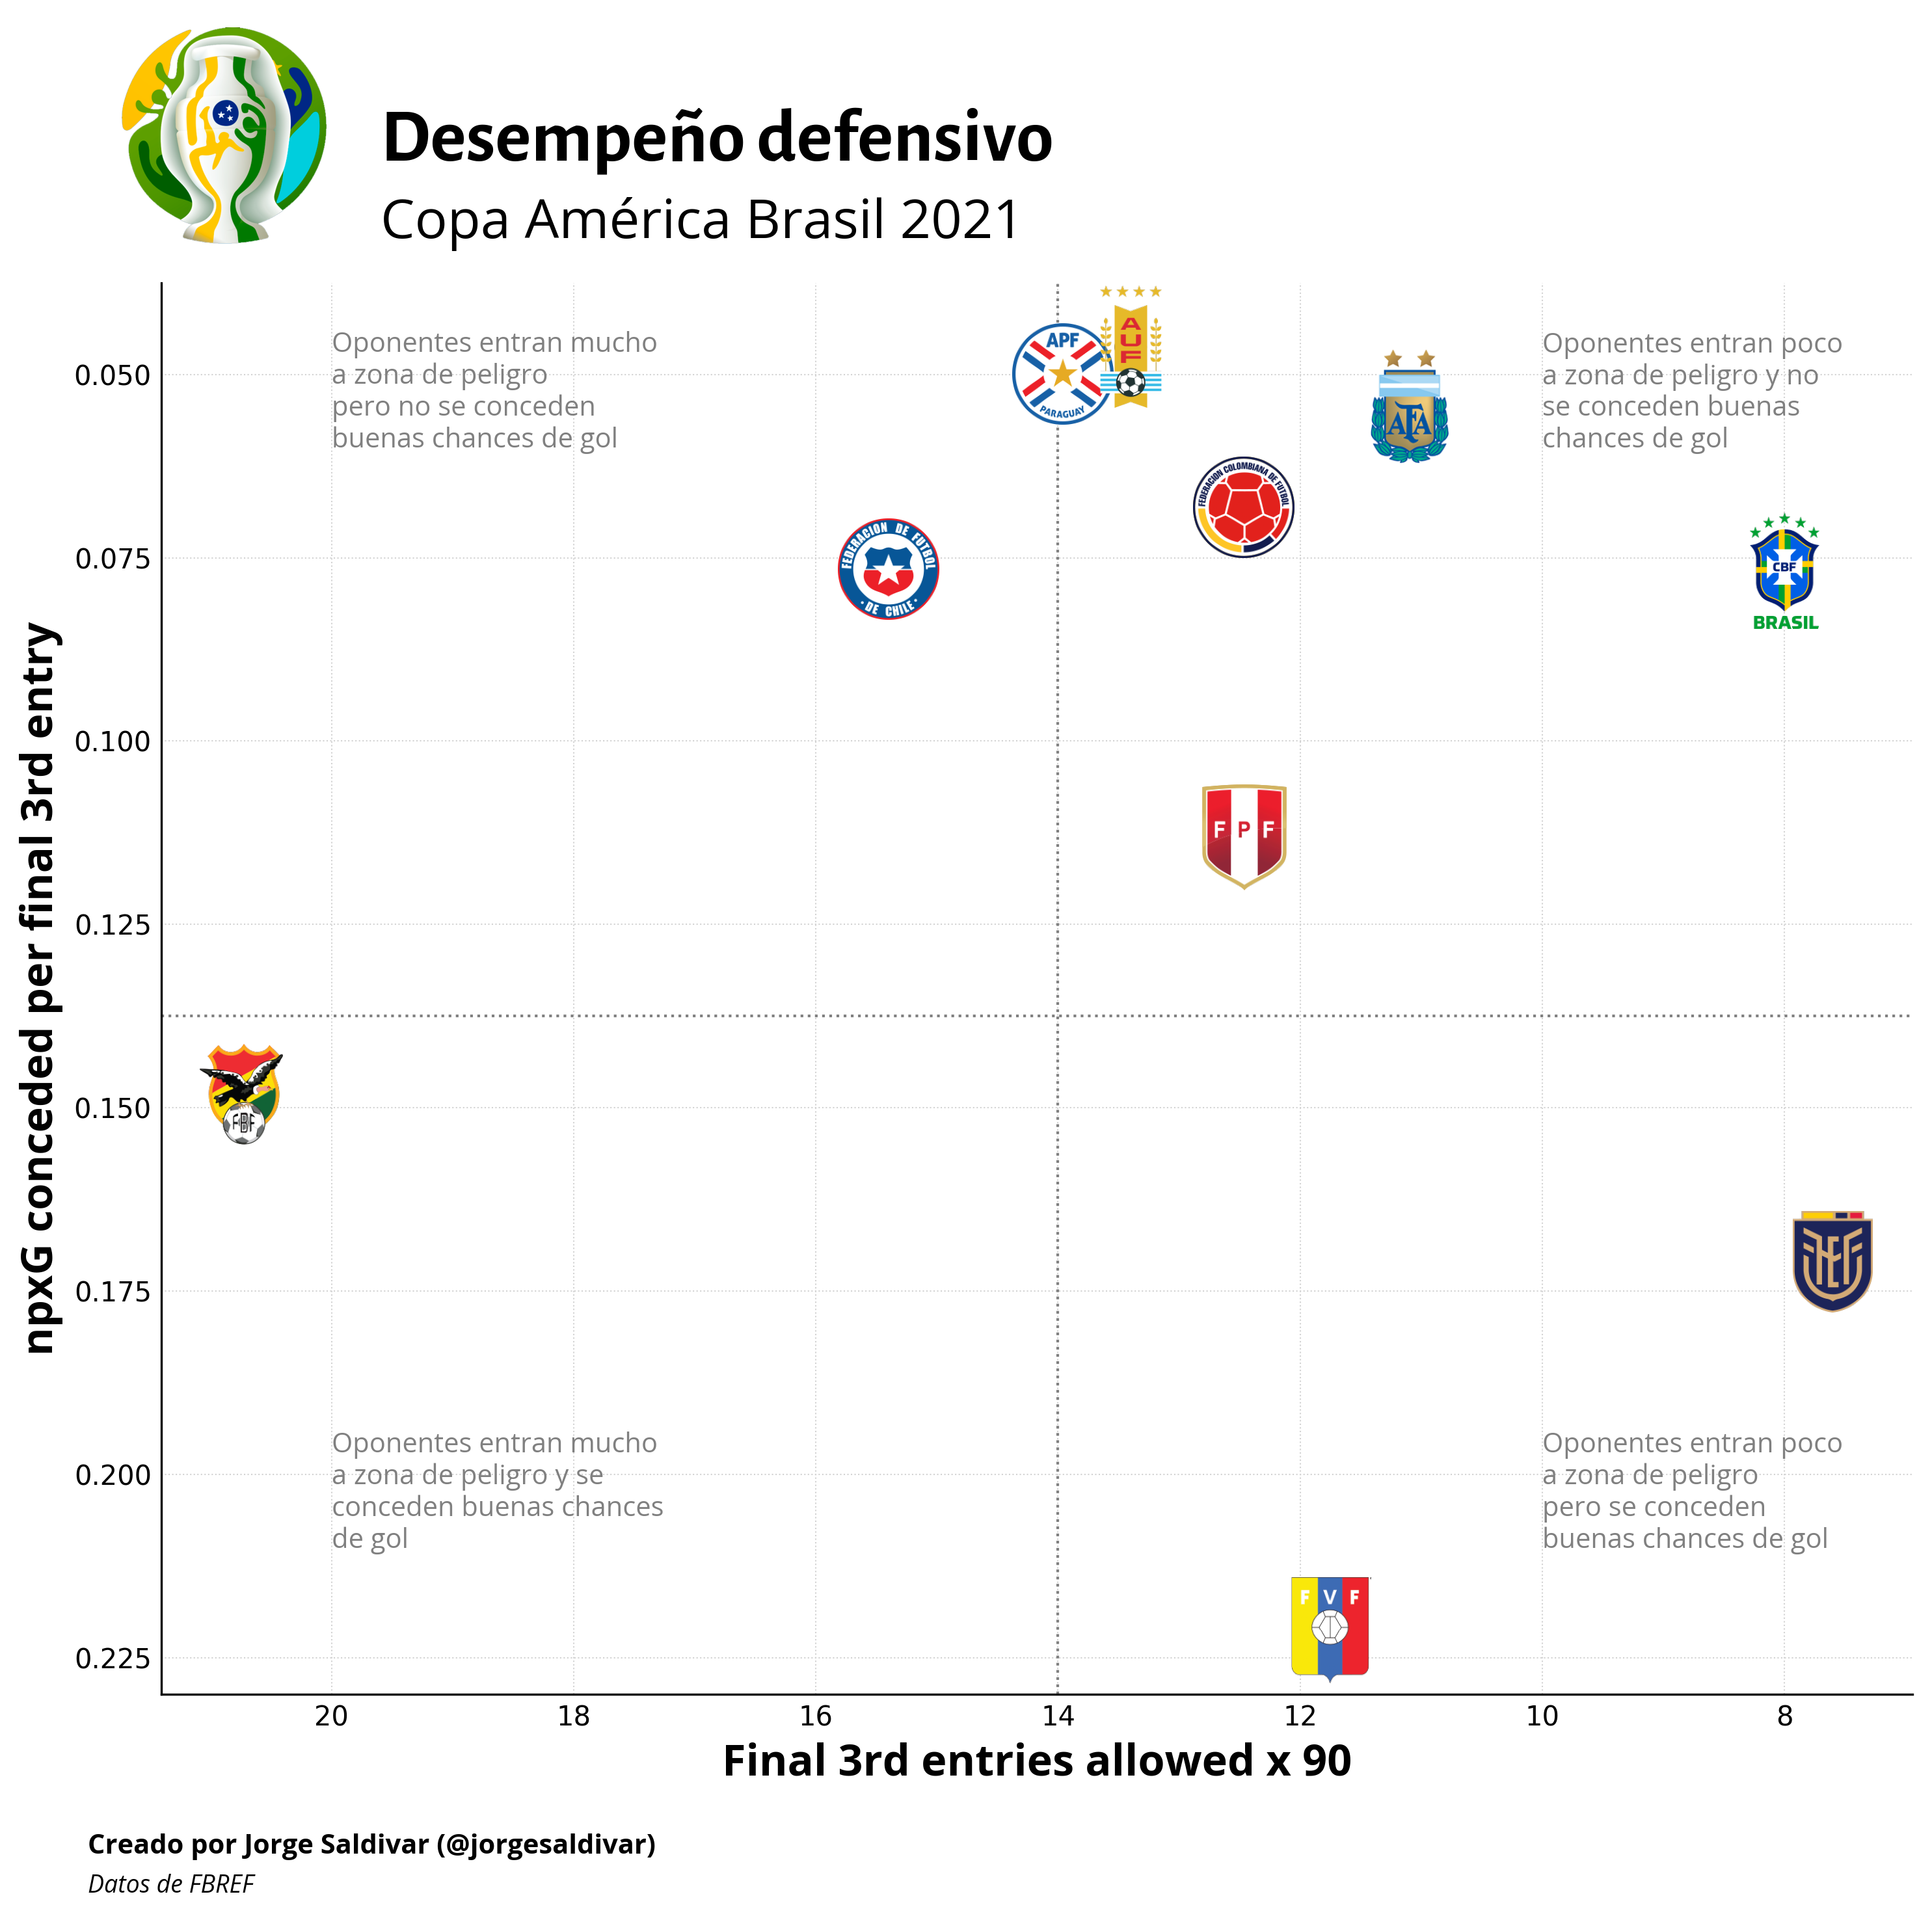 Desempeño defensivo
Copa América Brasil 2021
Oponentes entran mucho
a zona de peligro
pero no se conceden
buenas chances de gol
Oponentes entran poco
a zona de peligro y no
se conceden buenas
chances de gol
APF
PARAGUAY
AUF
AFA
FEDERACION COLOMBIANA DE FUTBOL
FEDERACION DE FUTBOL
DE CHILE
CBF
BRASIL
FPF
FBF
FEF
Oponentes entran mucho
a zona de peligro y se
conceden buenas chances
de gol
Oponentes entran poco
a zona de peligro
pero se conceden
buenas chances de gol
F V F
npxG conceded per final 3rd entry
0.050
0.075
0.100
0.125
0.150
0.175
0.200
0.225
20 18 16 14 12 10 8
Final 3rd entries allowed x 90
Creado por Jorge Saldivar (@jorgesaldivar)
Datos de FBREF